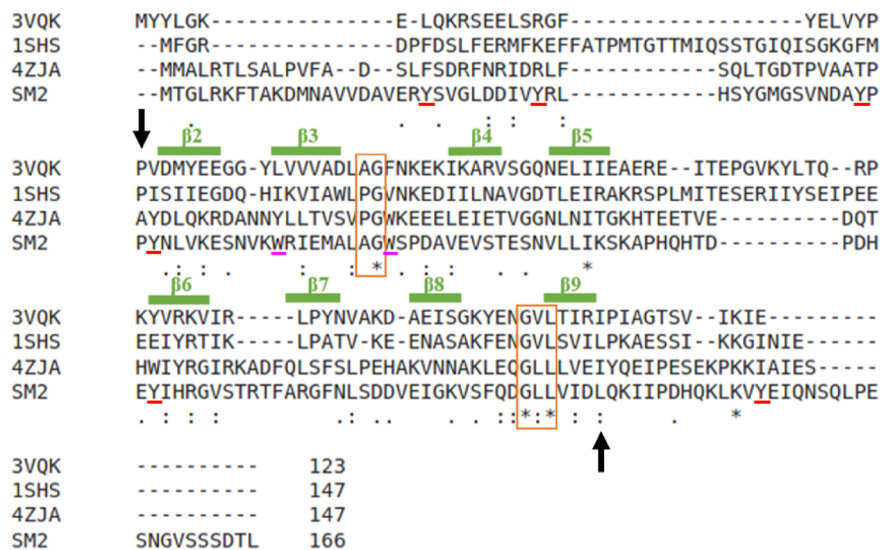 3VQK MYYLGK---------------E-LQKRSEELSRGF-------------------YELVYP
1SHS --MFGR---------------DPFDSLFERMFKEFFATPMTGTTMIQSSTGIQISGKGFM
4ZJA --MMALRTLSALPVFA--D--SLFSDRFNRIDRLF------------SQLTGDTPVAATP
SM2 --MTGLRKFTAKDMNAVVDAVERYSVGLDDIVYRL------------HSYGMGSVNDAYP
. . . : : :
β2 β3 β4 β5
3VQK PVDMYEEGG-YLVVVADLAGFNKEKIKARVSGQNELIIEAERE--ITEPGVKYLTQ--RP
1SHS PISIIEGDQ-HIKVIAWLPGVNKEDIILNAVGDTLEIRAKRSPLMITESERIIYSEIPEE
4ZJA AYDLQKRDANNYLLTVSVPGWKEEELEIETVGGNLNITGKHTEETVE----------DQT
SM2 PYNLVKESNVKWRIEMALAGWSPDAVEVSTESNVLLIKSKAPHQHTD----------PDH
.: : . : : * . : : . . *
β6 β7 β8 β9
3VQK KYVRKVIR-----LPYNVAKD-AEISGKYENGVLTIRIPIAGTSV--IKIE---------
1SHS EEIYRTIK-----LPATV-KE-ENASAKFENGVLSVILPKAESSI--KKGINIE------
4ZJA HWIYRGIRKADFQLSFSLPEHAKVNNAKLEQGLLLVEIYQEIPESEKPKKIAIES-----
SM2 EYIHRGVSTRTFARGFNLSDDVEIGKVSFQDGLLVIDLQKIIPDHQKLKVYEIQNSQLPE
. : : : .: .. . . ::*:* : : . *
3VQK ---------- 123
1SHS ---------- 147
4ZJA ---------- 147
SM2 SNGVSSSDTL 166